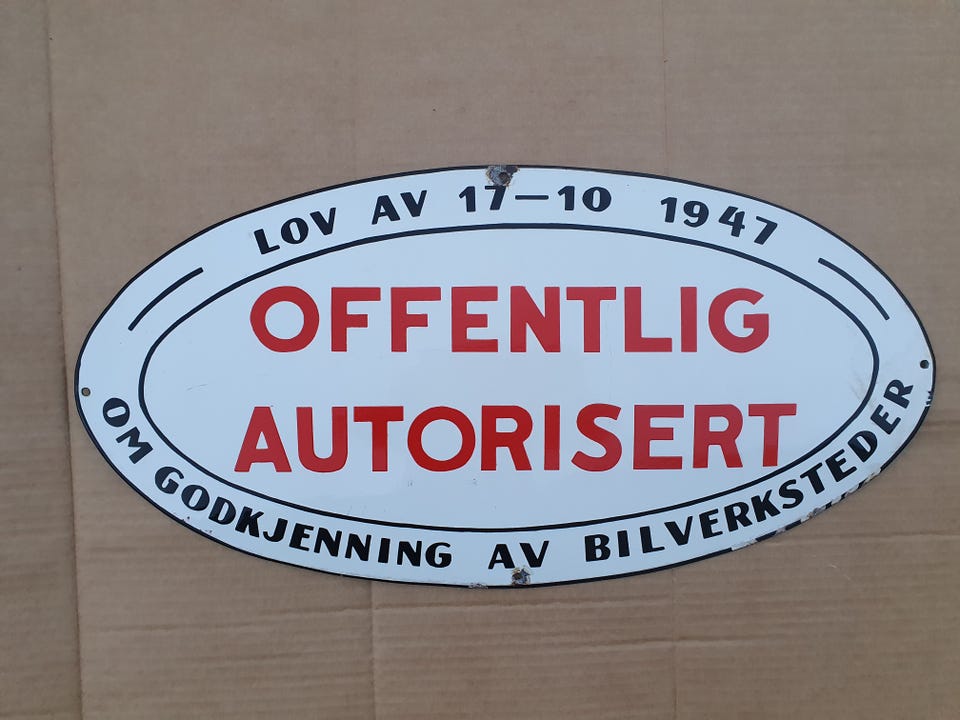 LOV AV 17-10 1947
OFFENTLIG
AUTORISERT
OM GODKJENNING AV BILVERKSTEDER